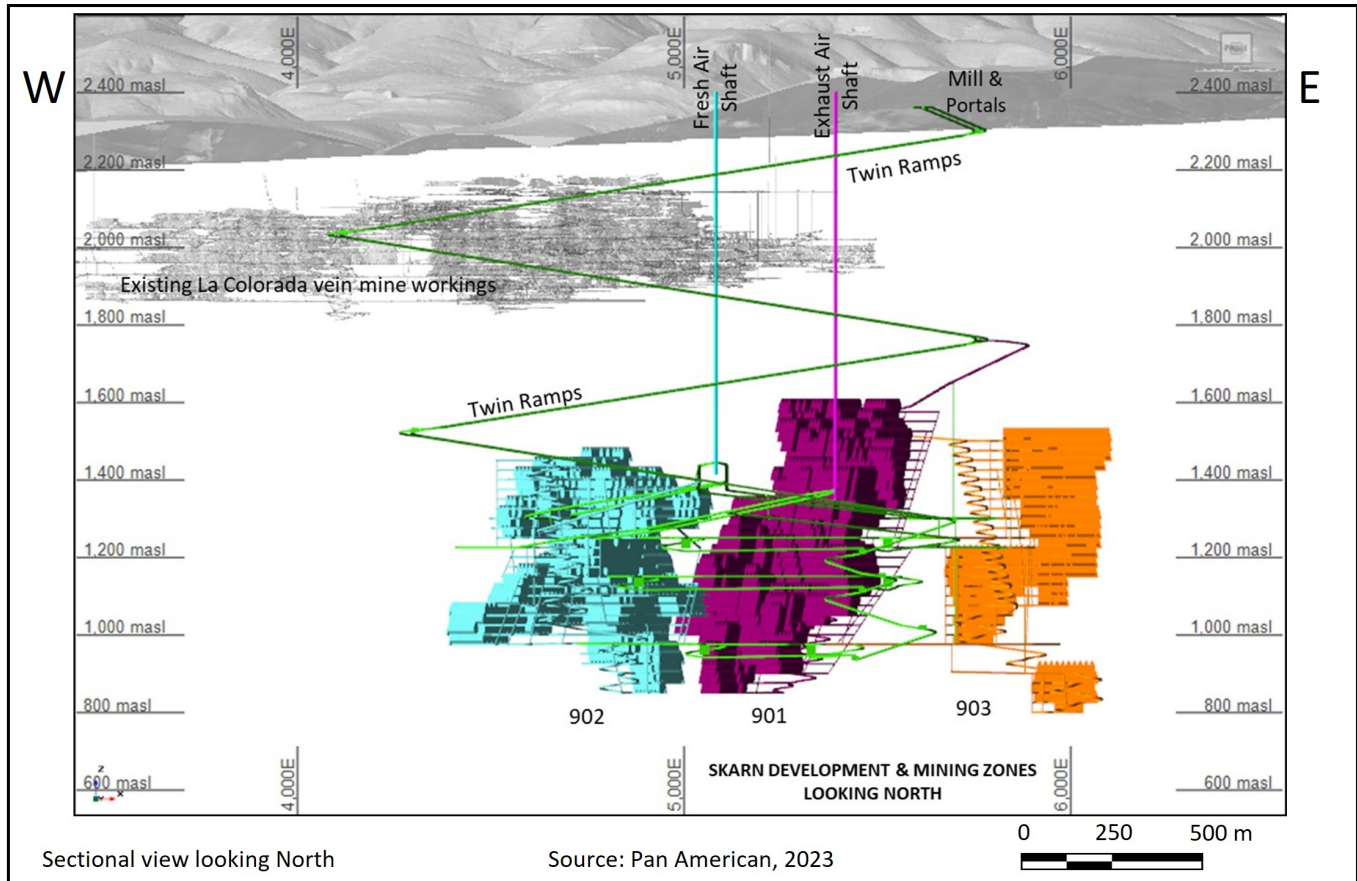 4,000E
5,000E
6,000E
W
E
Fresh Air
Shaft
Exhaust Air
Shaft
Mill &
Portals
2,400 masl
2,400 masl
2,200 masl
2,200 masl
Twin Ramps
2,000 masl
2,000 masl
Existing La Colorada vein mine workings
1,800 masl
1,800 masl
Twin Ramps
1,600 masl
1,600 masl
1,400 masl
1,400 masl
1,200 masl
1,200 masl
1,000 masl
1,000 masl
800 masl
800 masl
902
901
903
600 masl
600 masl
Z
X
4,000E
5,000E
6,000E
SKARN DEVELOPMENT & MINING ZONES
LOOKING NORTH
Sectional view looking North
Source: Pan American, 2023
0 250 500 m